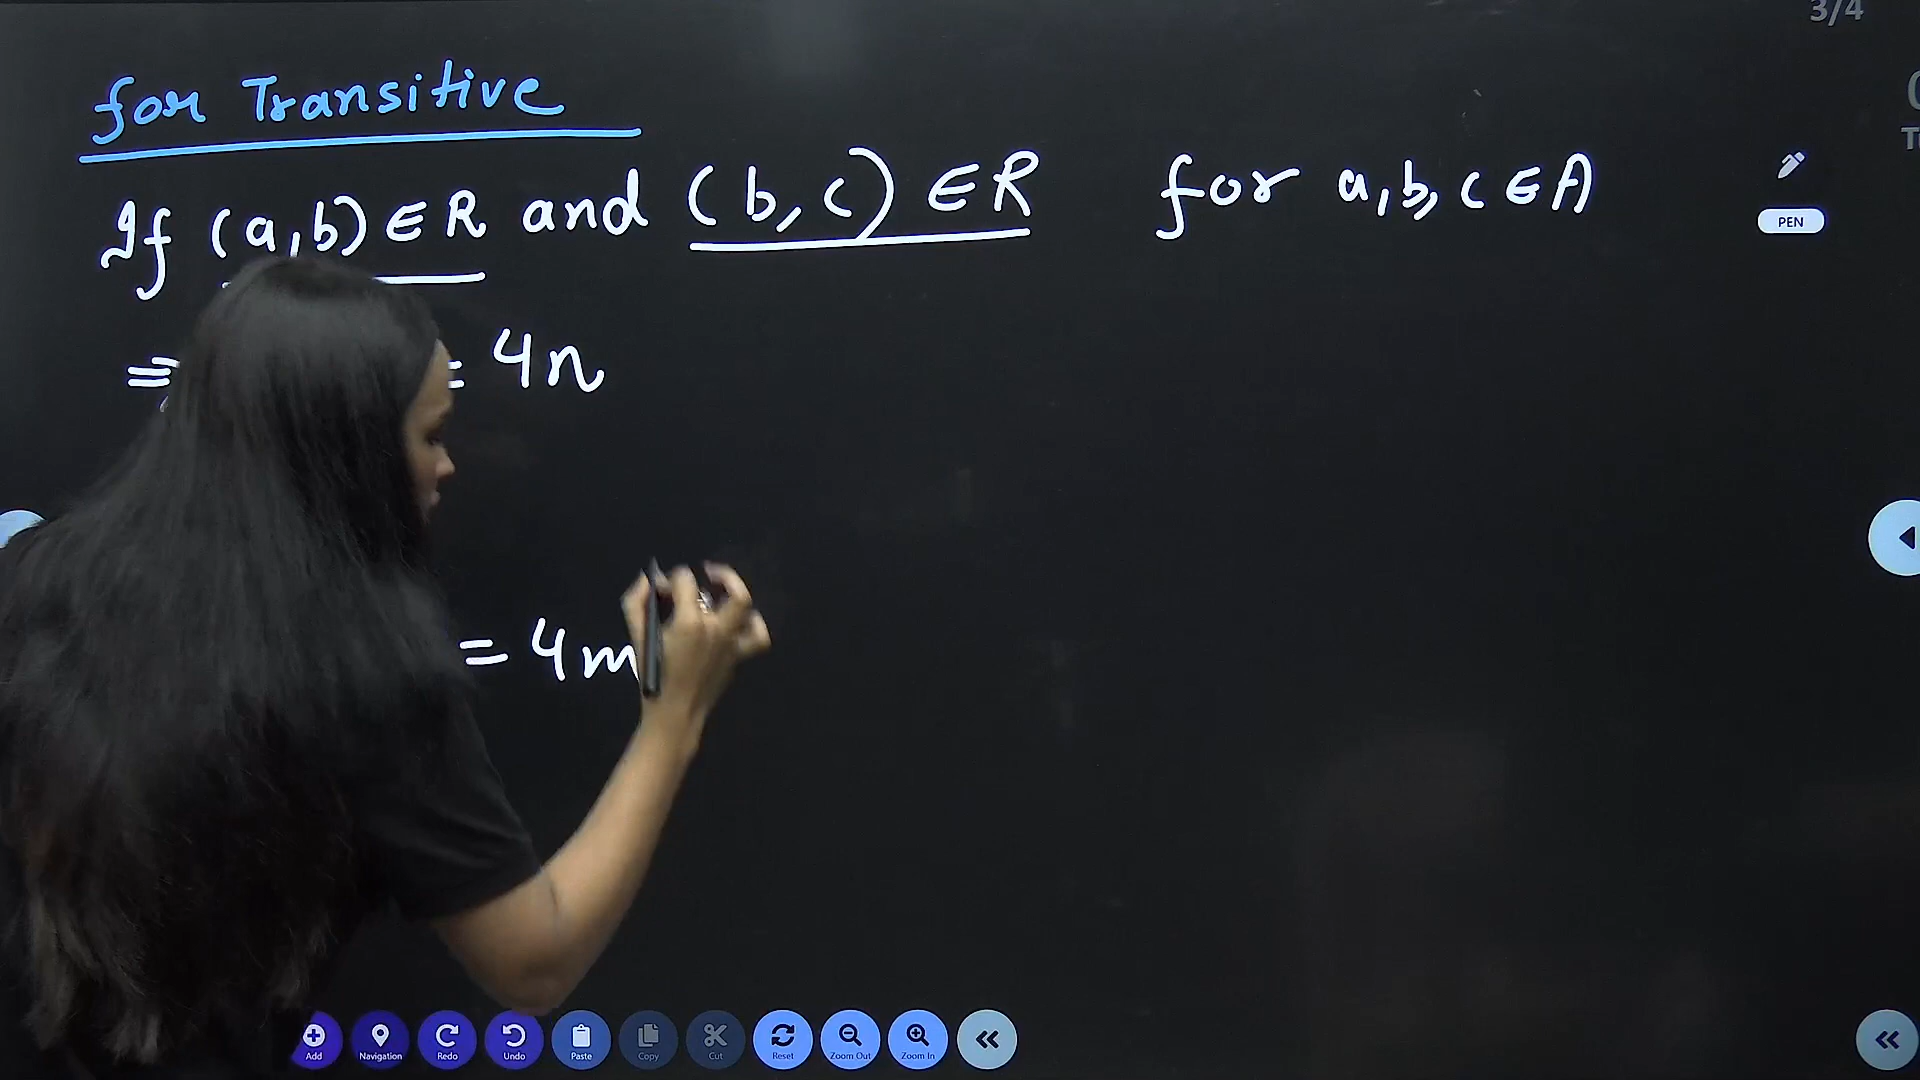 3/4
for Transitive
If (a,b) ∈ R and (b,c) ∈ R for a,b,c ∈ A
PEN
= 4n
= 4m
Add Navigation Redo Undo Paste Copy Cut Reset Zoom Out Zoom In